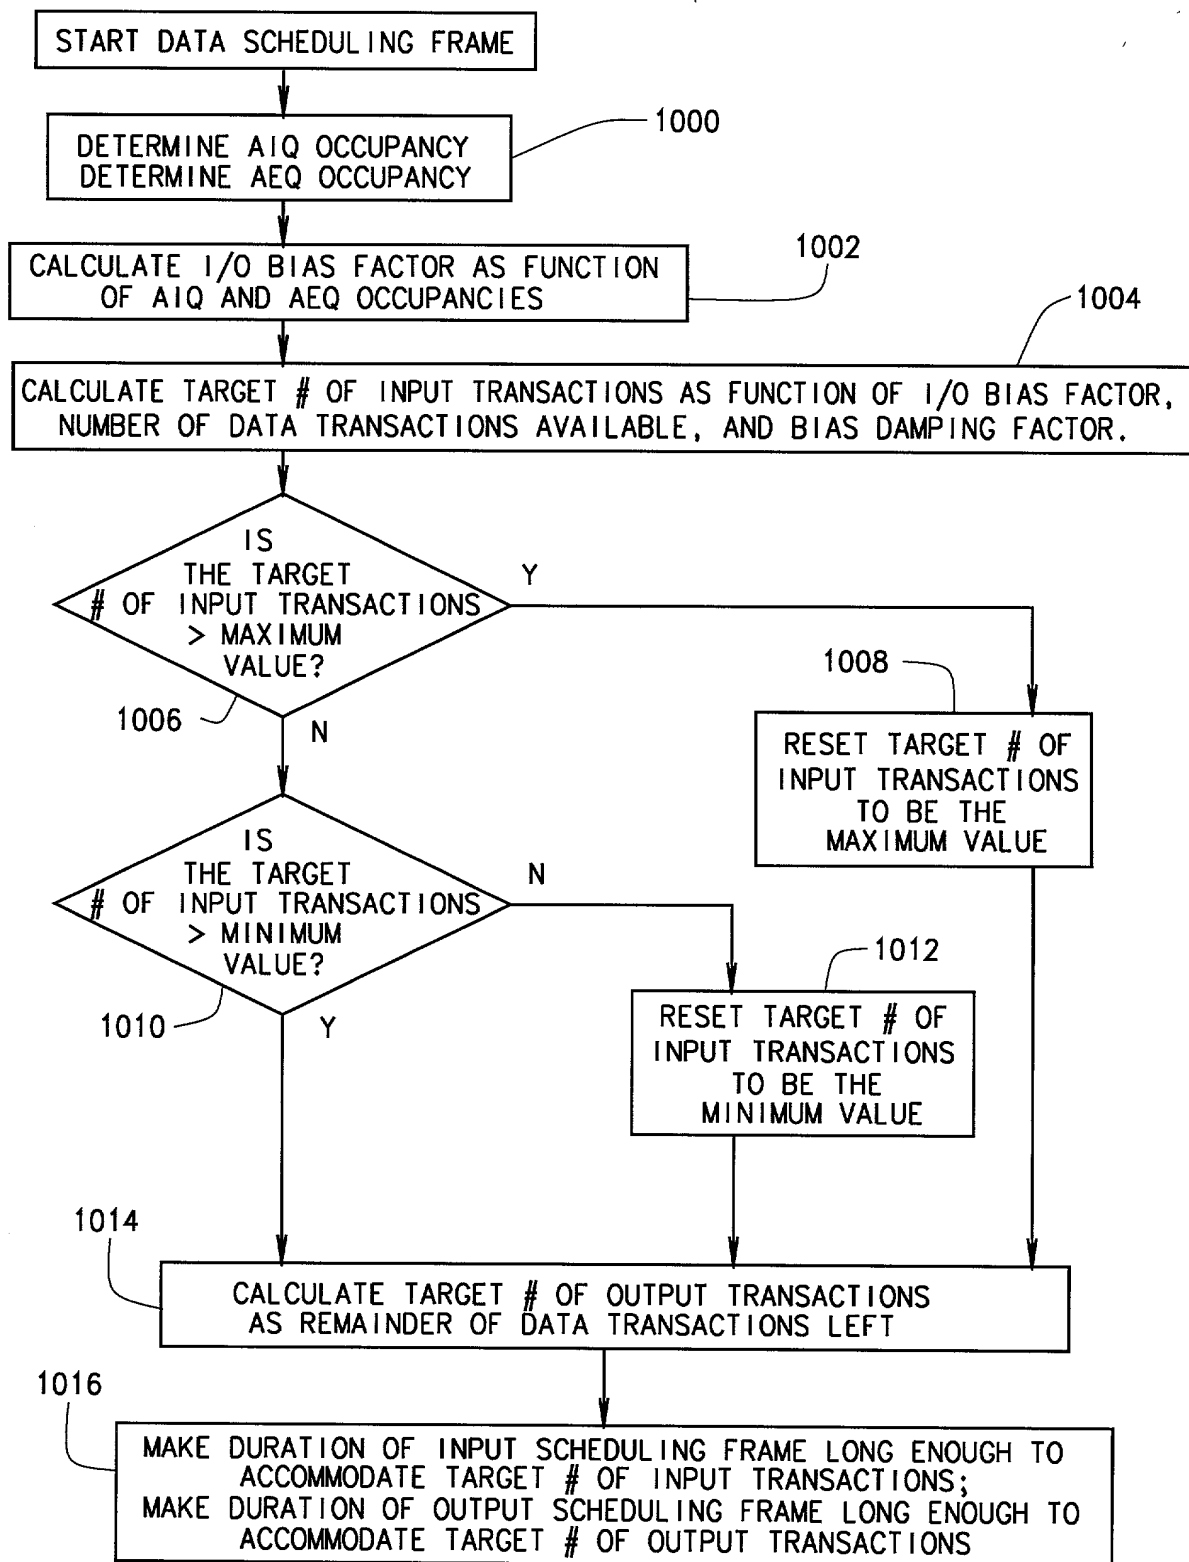 START DATA SCHEDULING FRAME
1000
DETERMINE AIQ OCCUPANCY
DETERMINE AEQ OCCUPANCY
1002
CALCULATE I/O BIAS FACTOR AS FUNCTION
OF AIQ AND AEQ OCCUPANCIES
1004
CALCULATE TARGET # OF INPUT TRANSACTIONS AS FUNCTION OF I/O BIAS FACTOR,
NUMBER OF DATA TRANSACTIONS AVAILABLE, AND BIAS DAMPING FACTOR.
IS
THE TARGET
# OF INPUT TRANSACTIONS
> MAXIMUM
VALUE?
Y
1006
N
1008
RESET TARGET # OF
INPUT TRANSACTIONS
TO BE THE
MAXIMUM VALUE
IS
THE TARGET
# OF INPUT TRANSACTIONS
> MINIMUM
VALUE?
N
1010
Y
1012
RESET TARGET # OF
INPUT TRANSACTIONS
TO BE THE
MINIMUM VALUE
1014
CALCULATE TARGET # OF OUTPUT TRANSACTIONS
AS REMAINDER OF DATA TRANSACTIONS LEFT
1016
MAKE DURATION OF INPUT SCHEDULING FRAME LONG ENOUGH TO
ACCOMMODATE TARGET # OF INPUT TRANSACTIONS;
MAKE DURATION OF OUTPUT SCHEDULING FRAME LONG ENOUGH TO
ACCOMMODATE TARGET # OF OUTPUT TRANSACTIONS